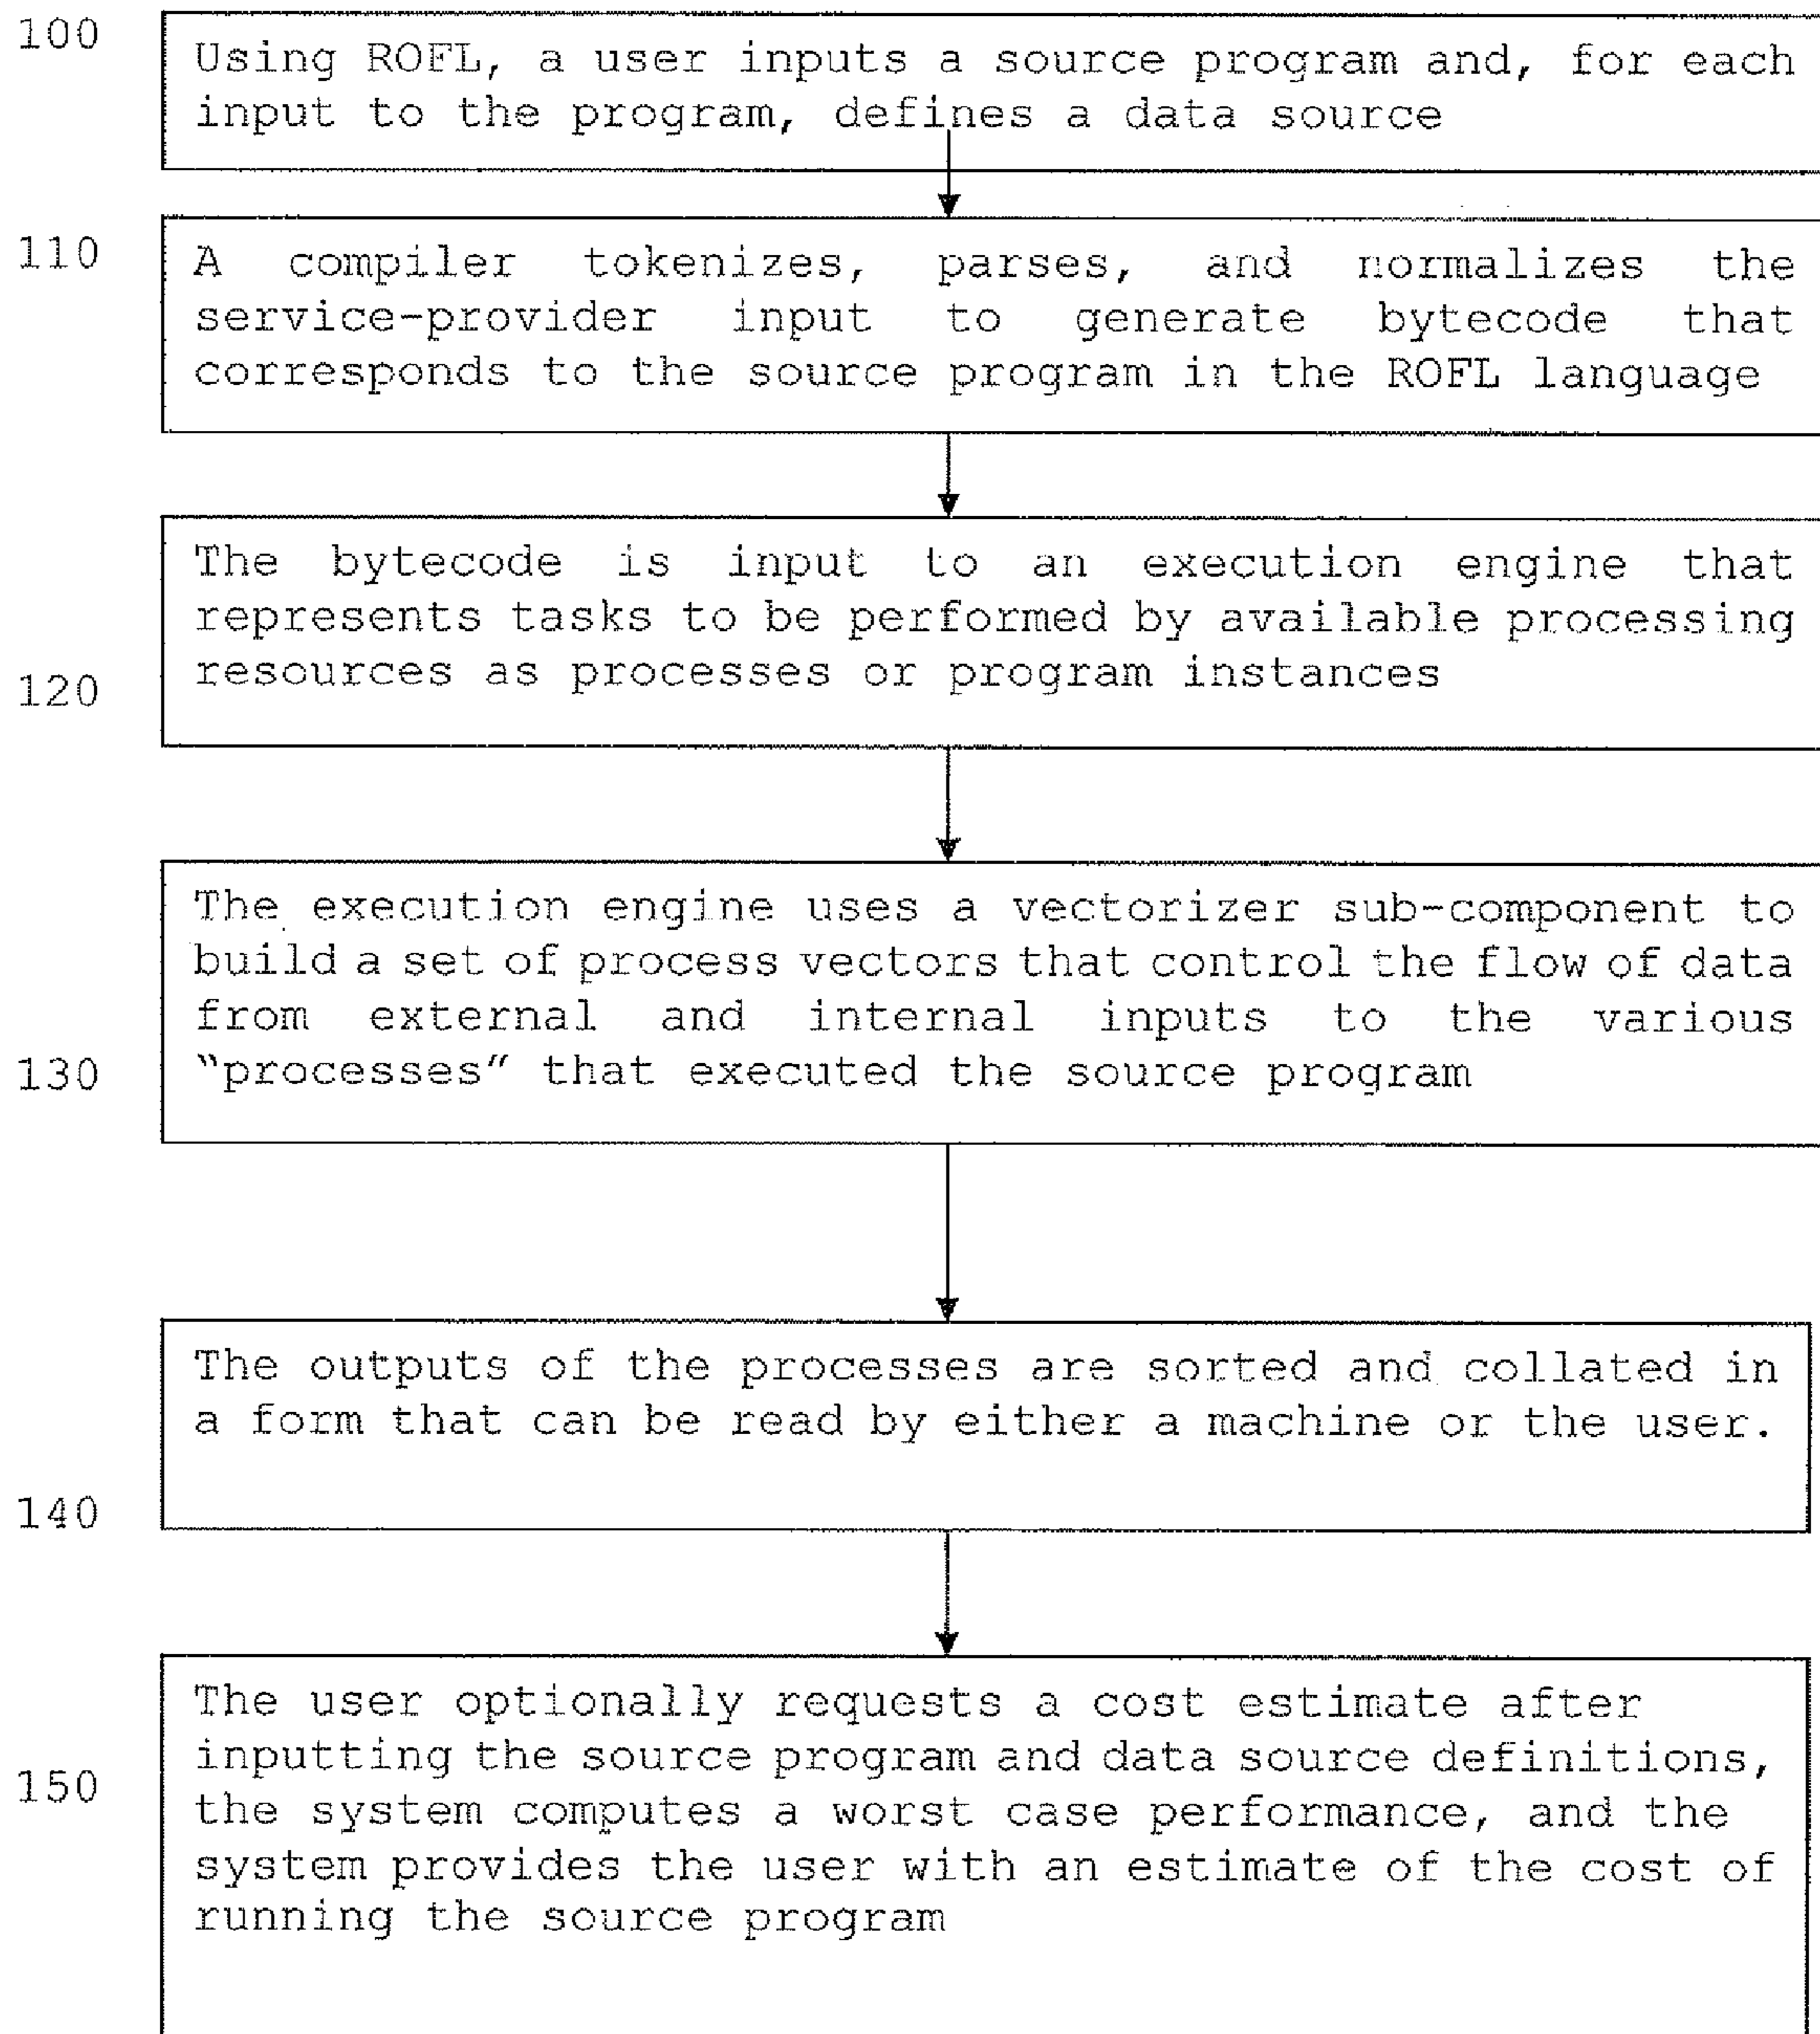 100
Using ROFL, a user inputs a source program and, for each
input to the program, defines a data source
110
A compiler tokenizes, parses, and normalizes the
service-provider input to generate bytecode that
corresponds to the source program in the ROFL language
The bytecode is input to an execution engine that
represents tasks to be performed by available processing
resources as processes or program instances
120
The execution engine uses a vectorizer sub-component to
build a set of process vectors that control the flow of data
from external and internal inputs to the various
"processes" that executed the source program
130
The outputs of the processes are sorted and collated in
a form that can be read by either a machine or the user.
140
The user optionally requests a cost estimate after
inputting the source program and data source definitions,
150
the system computes a worst case performance, and the
system provides the user with an estimate of the cost of
running the source program